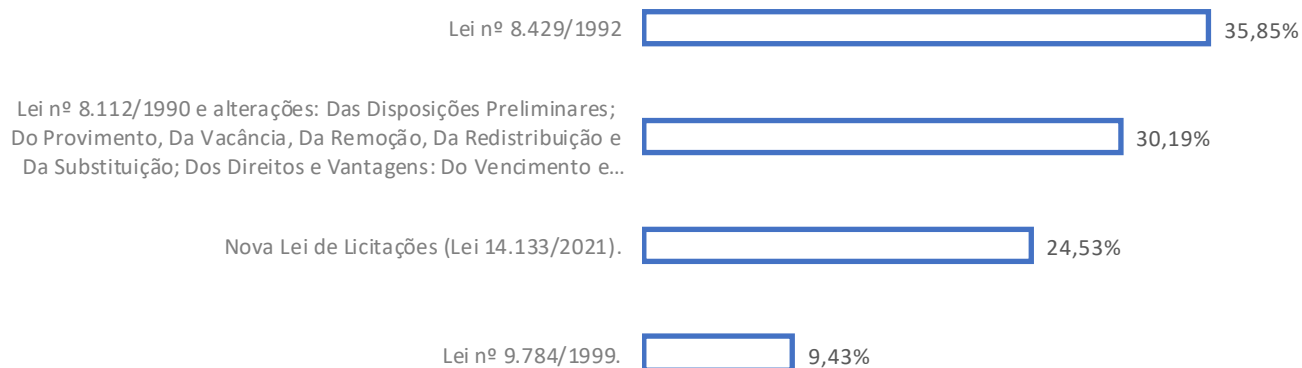 Lei nº 8.429/1992
35,85%
Lei nº 8.112/1990 e alterações: Das Disposições Preliminares;
Do Provimento, Da Vacância, Da Remoção, Da Redistribuição e
Da Substituição; Dos Direitos e Vantagens: Do Vencimento e...
30,19%
Nova Lei de Licitações (Lei 14.133/2021).
24,53%
Lei nº 9.784/1999.
9,43%